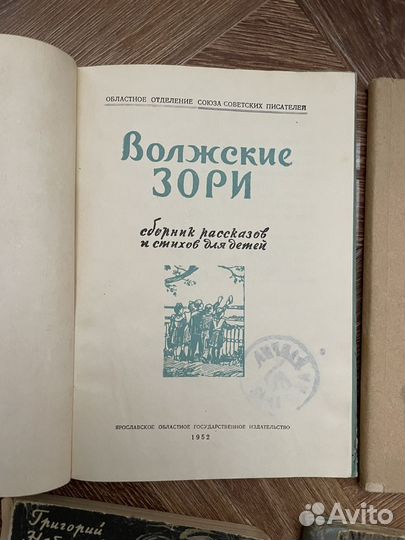 ОБЛАСТНОЕ ОТДЕЛЕНИЕ СОЮЗА СОВЕТСКИХ ПИСАТЕЛЕЙ
Волжские
ЗОРИ
сборник рассказов
и стихов для детей
ЯРОСЛАВСКОЕ ОБЛАСТНОЕ ГОСУДАРСТВЕННОЕ ИЗДАТЕЛЬСТВО
1952
Григорий
Avito